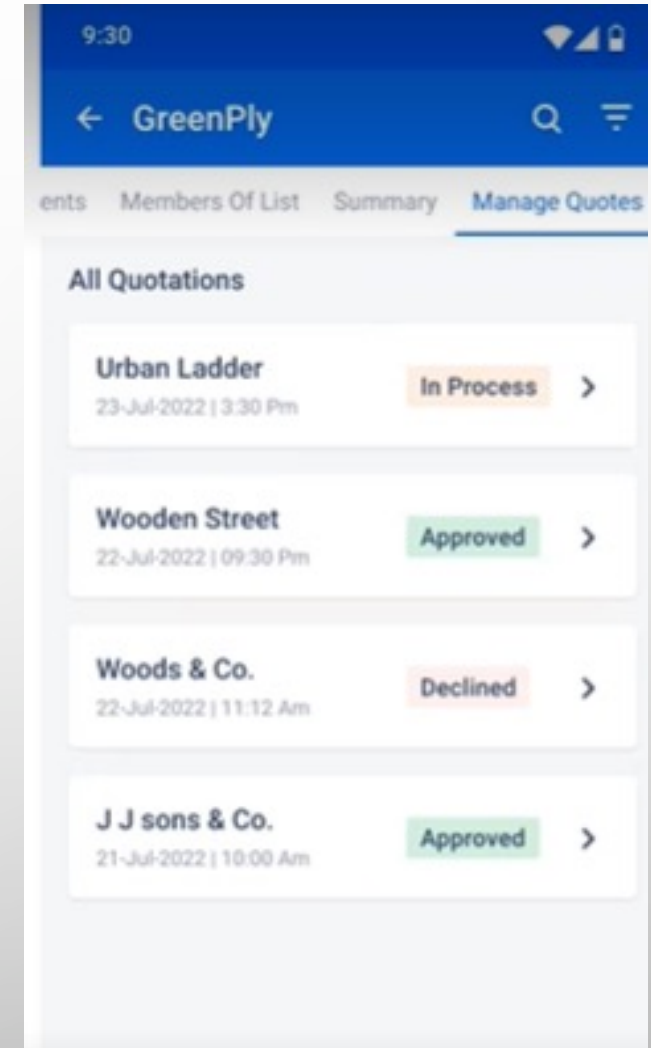 9:30
GreenPly
ents Members Of List Summary Manage Quotes
All Quotations
Urban Ladder
In Process
23-Jul-2022 | 3:30 Pm
Wooden Street
Approved
22-Jul-2022 | 09:30 Pm
Woods & Co.
Declined
22-Jul-2022 | 11:12 Am
J J sons & Co.
Approved
21-Jul-2022 | 10:00 Am